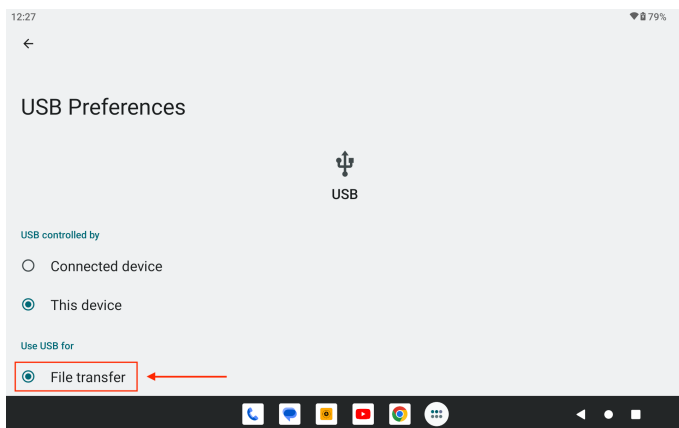 12:27
79%
USB Preferences
USB
USB controlled by
Connected device
This device
Use USB for
File transfer